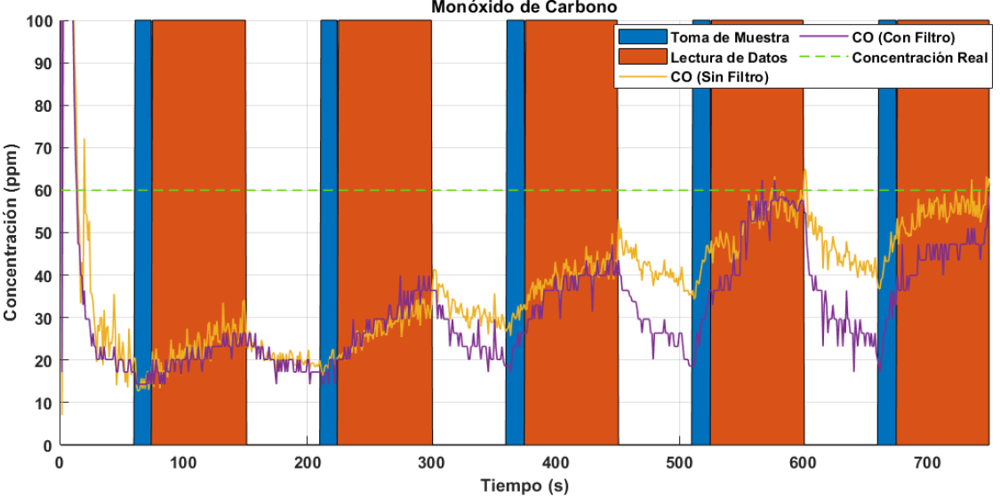 Monóxido de Carbono
Toma de Muestra
Lectura de Datos
CO (Sin Filtro)
CO (Con Filtro)
Concentración Real
Concentración (ppm)
100
90
80
70
60
50
40
30
20
10
0
0 100 200 300 400 500 600 700
Tiempo (s)